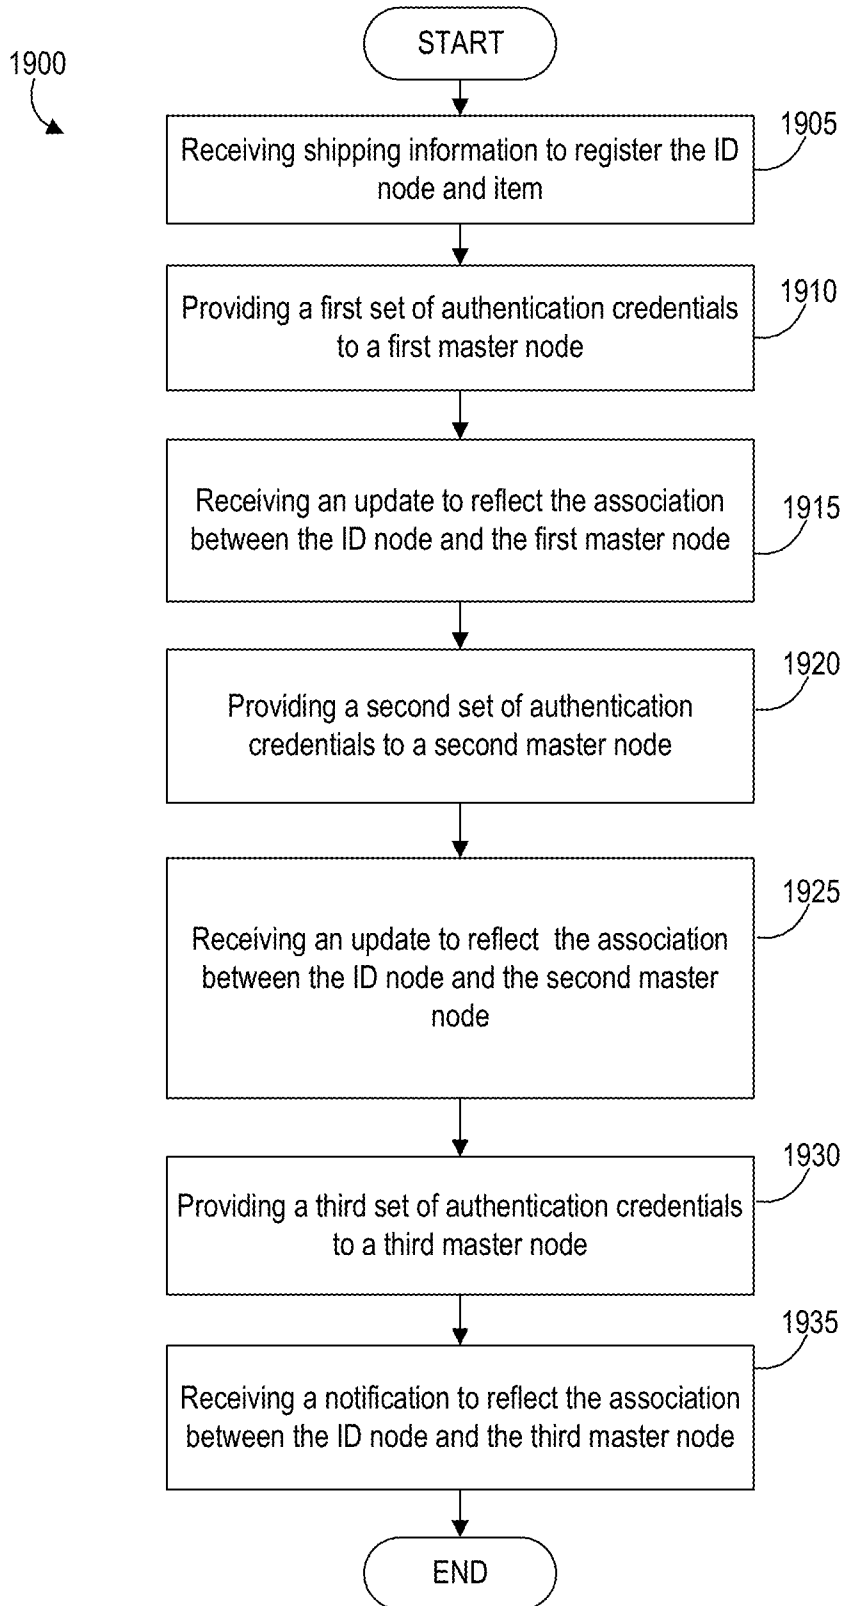 START
1900
1905
Receiving shipping information to register the ID
node and item
1910
Providing a first set of authentication credentials
to a first master node
1915
Receiving an update to reflect the association
between the ID node and the first master node
1920
Providing a second set of authentication
credentials to a second master node
1925
Receiving an update to reflect the association
between the ID node and the second master
node
1930
Providing a third set of authentication credentials
to a third master node
1935
Receiving a notification to reflect the association
between the ID node and the third master node
END